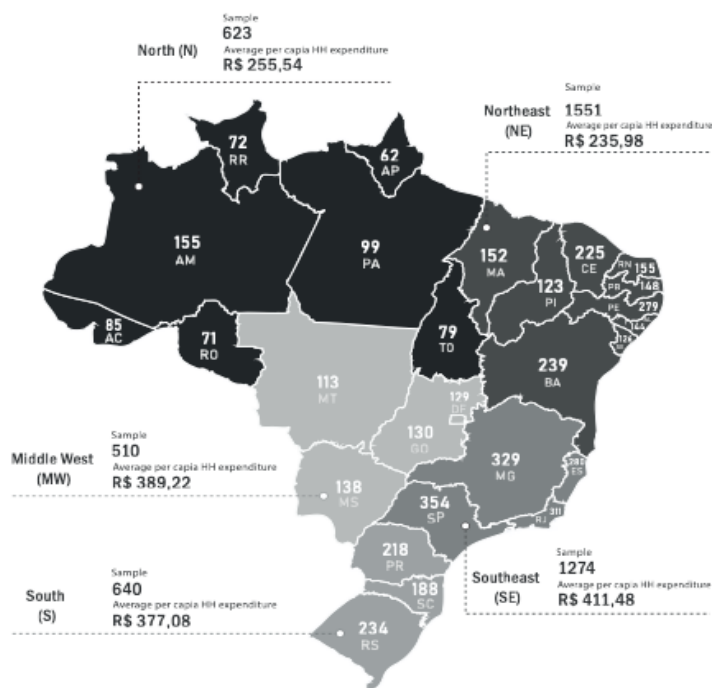 Sample
623
North (N)
Average per capia HH expenditure
R$ 255,54
Sample
Northeast
1551
(NE)
Average per capia HH expenditure
R$ 235,98
72
RR
62
AP
155
AM
99
PA
152
MA
123
PI
225
CE
RN 155
PB 148
PE 279
144
126
85
AC
71
RO
79
TO
239
BA
113
MT
129
DF
130
GO
Sample
510
Middle West
(MW)
Average per capia HH expenditure
R$ 389,22
138
MS
329
MG
280
ES
354
SP
311
RJ
218
PR
188
SC
234
RS
Sample
640
South
(S)
Average per capia HH expenditure
R$ 377,08
Sample
1274
Southeast
(SE)
Average per capia HH expenditure
R$ 411,48